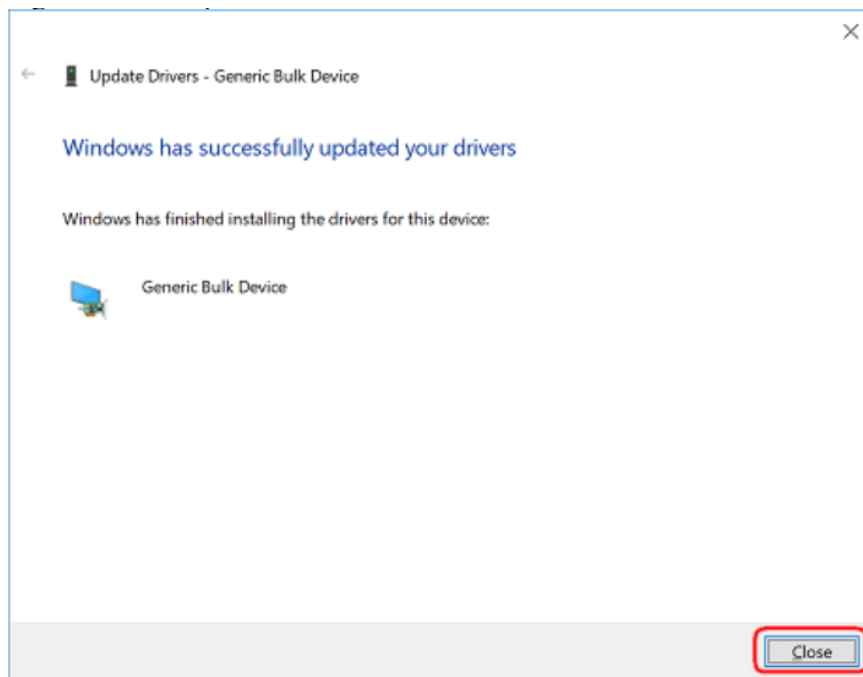 Update Drivers - Generic Bulk Device
Windows has successfully updated your drivers
Windows has finished installing the drivers for this device:
Generic Bulk Device
Close